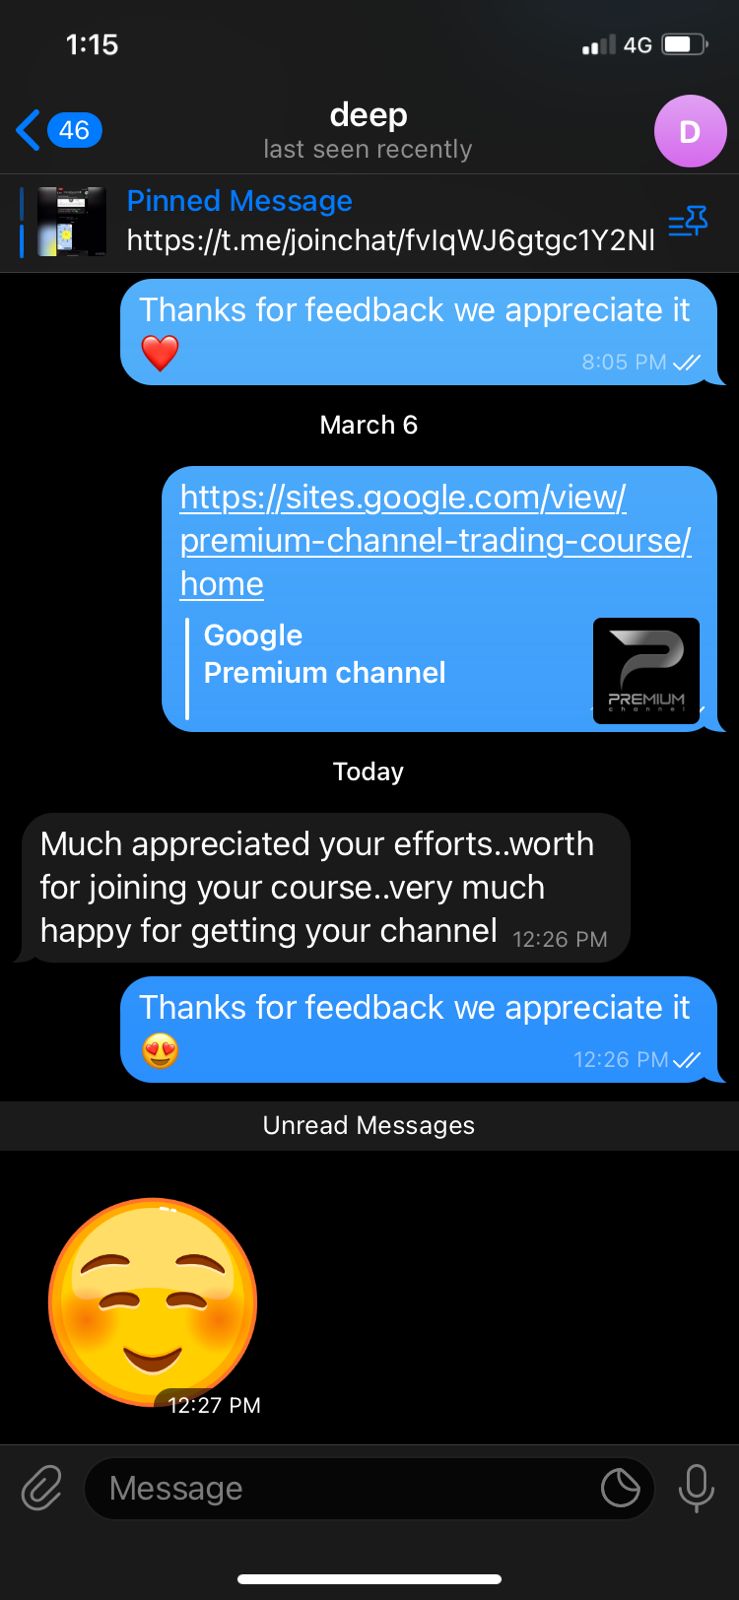 1:15
4G
46
deep
last seen recently
D
Pinned Message
https://t.me/joinchat/fvIqWJ6gtgc1Y2Nl
Thanks for feedback we appreciate it
❤️
8:05 PM
March 6
https://sites.google.com/view/
premium-channel-trading-course/
home
Google
Premium channel
PREMIUM
channel
Today
Much appreciated your efforts..worth
for joining your course..very much
happy for getting your channel 12:26 PM
Thanks for feedback we appreciate it
😍
12:26 PM
Unread Messages
12:27 PM
Message